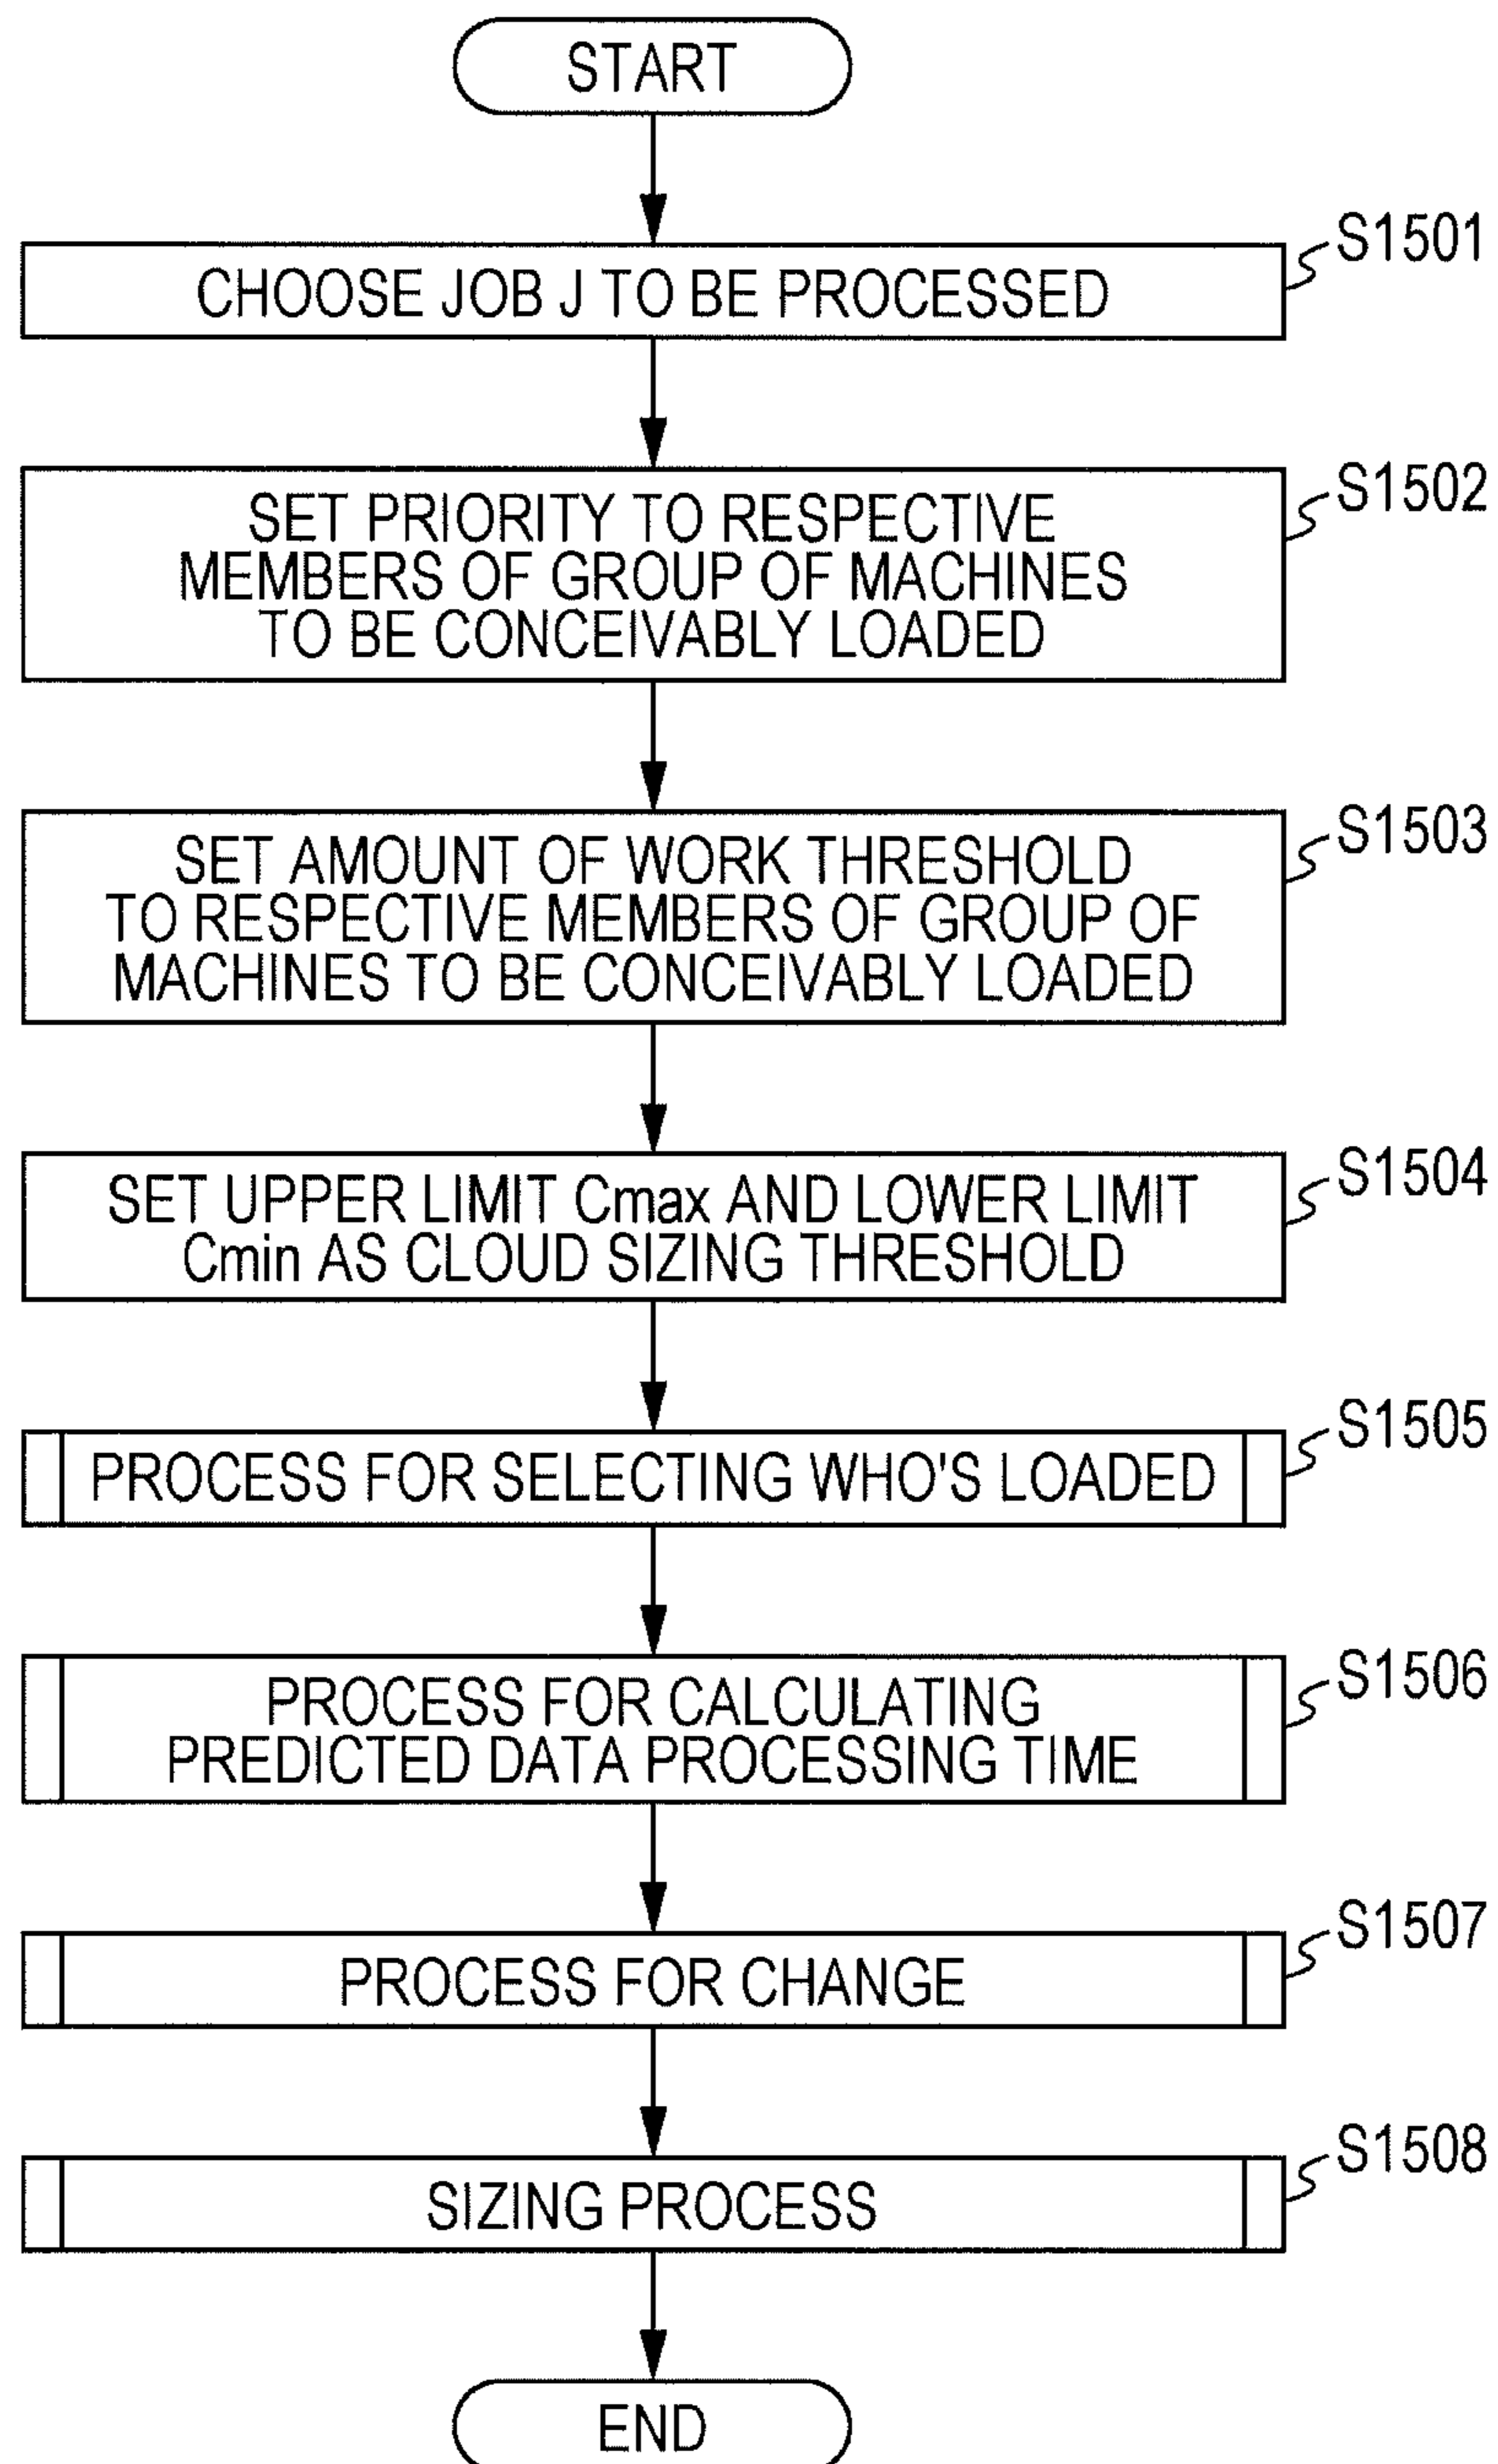 START
S1501
CHOOSE JOB J TO BE PROCESSED
S1502
SET PRIORITY TO RESPECTIVE
MEMBERS OF GROUP OF MACHINES
TO BE CONCEIVABLY LOADED
S1503
SET AMOUNT OF WORK THRESHOLD
TO RESPECTIVE MEMBERS OF GROUP OF
MACHINES TO BE CONCEIVABLY LOADED
S1504
SET UPPER LIMIT Cmax AND LOWER LIMIT
Cmin AS CLOUD SIZING THRESHOLD
S1505
PROCESS FOR SELECTING WHO'S LOADED
S1506
PROCESS FOR CALCULATING
PREDICTED DATA PROCESSING TIME
S1507
PROCESS FOR CHANGE
S1508
SIZING PROCESS
END